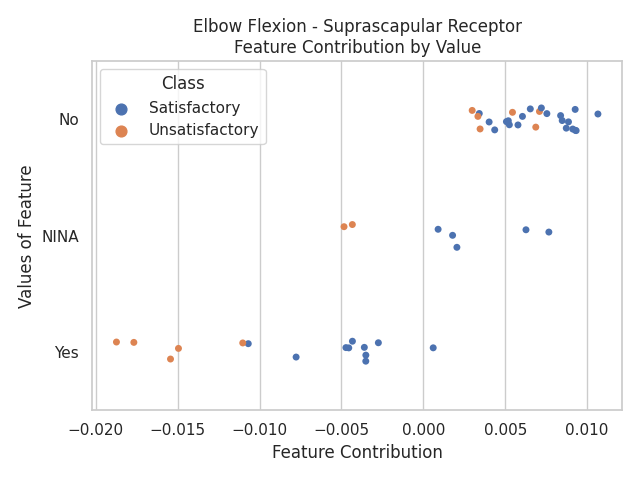 Elbow Flexion - Suprascapular Receptor
Feature Contribution by Value
Class
Satisfactory
Unsatisfactory
Values of Feature
No
NINA
Yes
−0.020 −0.015 −0.010 −0.005 0.000 0.005 0.010
Feature Contribution